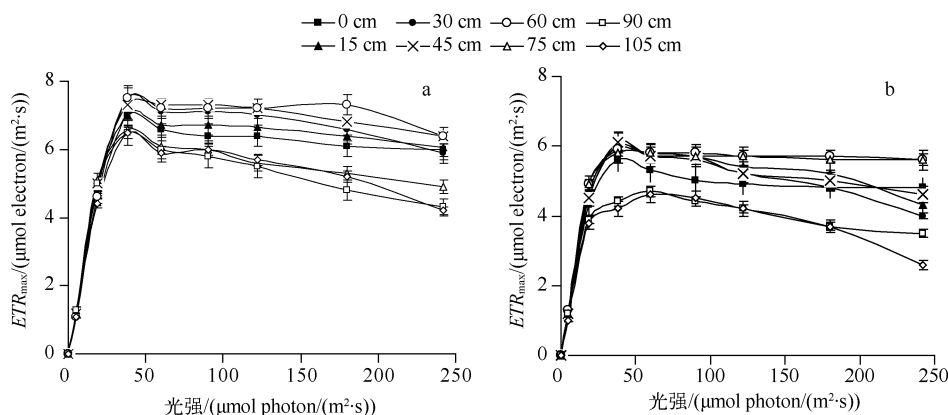 0 cm 30 cm 60 cm 90 cm
15 cm 45 cm 75 cm 105 cm
a
8
6
4
2
0
ETRmax/(μmol electron/(m²·s))
0 50 100 150 200 250
光强/(μmol photon/(m²·s))
b
8
6
4
2
0
ETRmax/(μmol electron/(m²·s))
0 50 100 150 200 250
光强/(μmol photon/(m²·s))